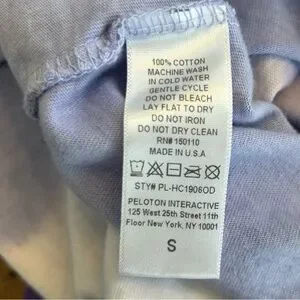 100% COTTON
MACHINE WASH
IN COLD WATER
GENTLE CYCLE
DO NOT BLEACH
LAY FLAT TO DRY
DO NOT IRON
DO NOT DRY CLEAN
RN# 150110
MADE IN U.S.A
STY# PL-HC1906OD
PELOTON INTERACTIVE
125 West 25th Street 11th
Floor New York, NY 10001
S